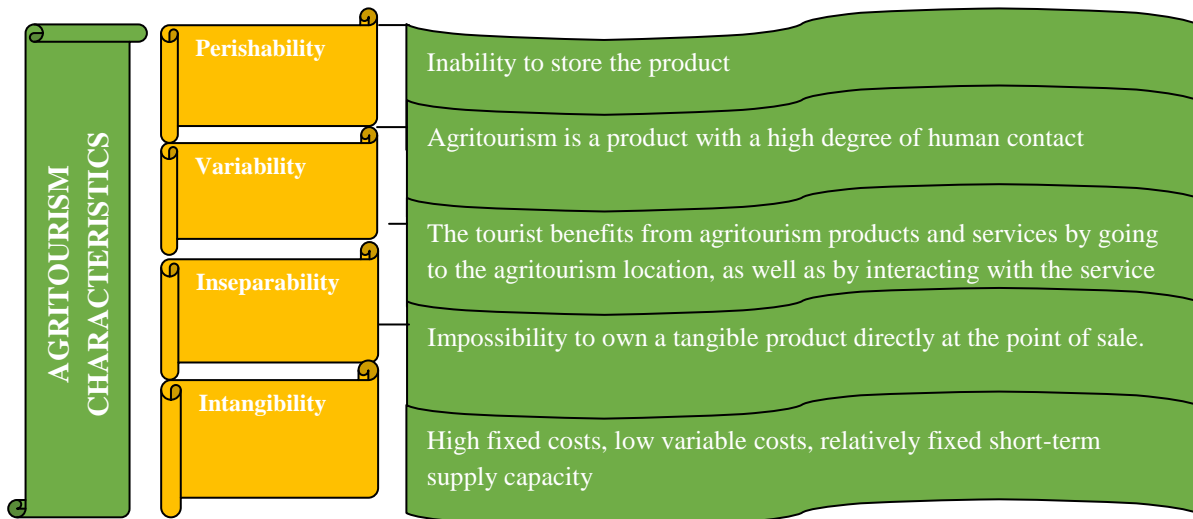 AGRITOURISM
CHARACTERISTICS
Perishability
Inability to store the product
Variability
Agritourism is a product with a high degree of human contact
Inseparability
The tourist benefits from agritourism products and services by going
to the agritourism location, as well as by interacting with the service
Intangibility
Impossibility to own a tangible product directly at the point of sale.
High fixed costs, low variable costs, relatively fixed short-term
supply capacity